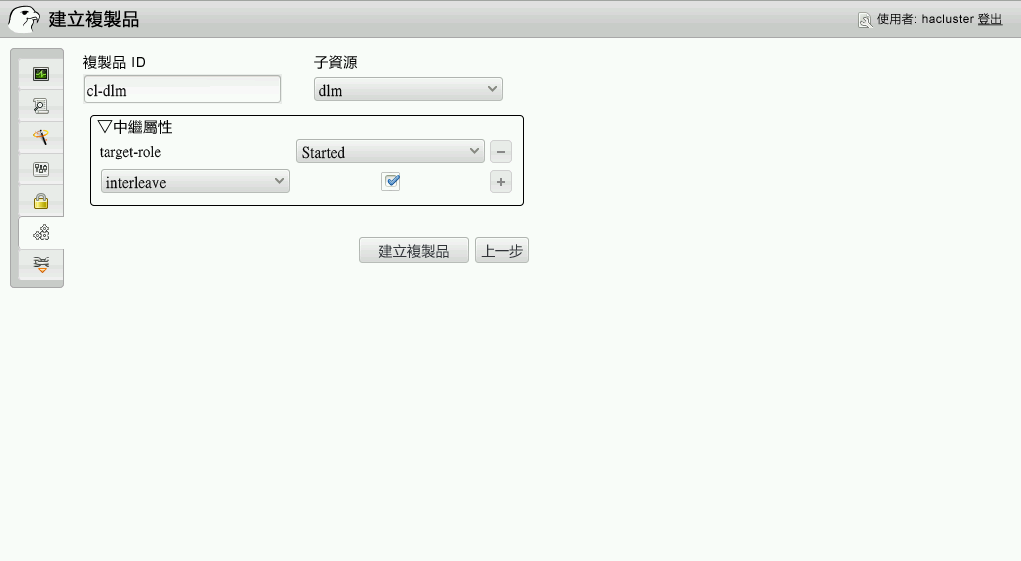 建立複製品
使用者: hacluster 登出
複製品 ID
子資源
cl-dlm
dlm
▽中繼屬性
target-role
Started
interleave
建立複製品
上一步